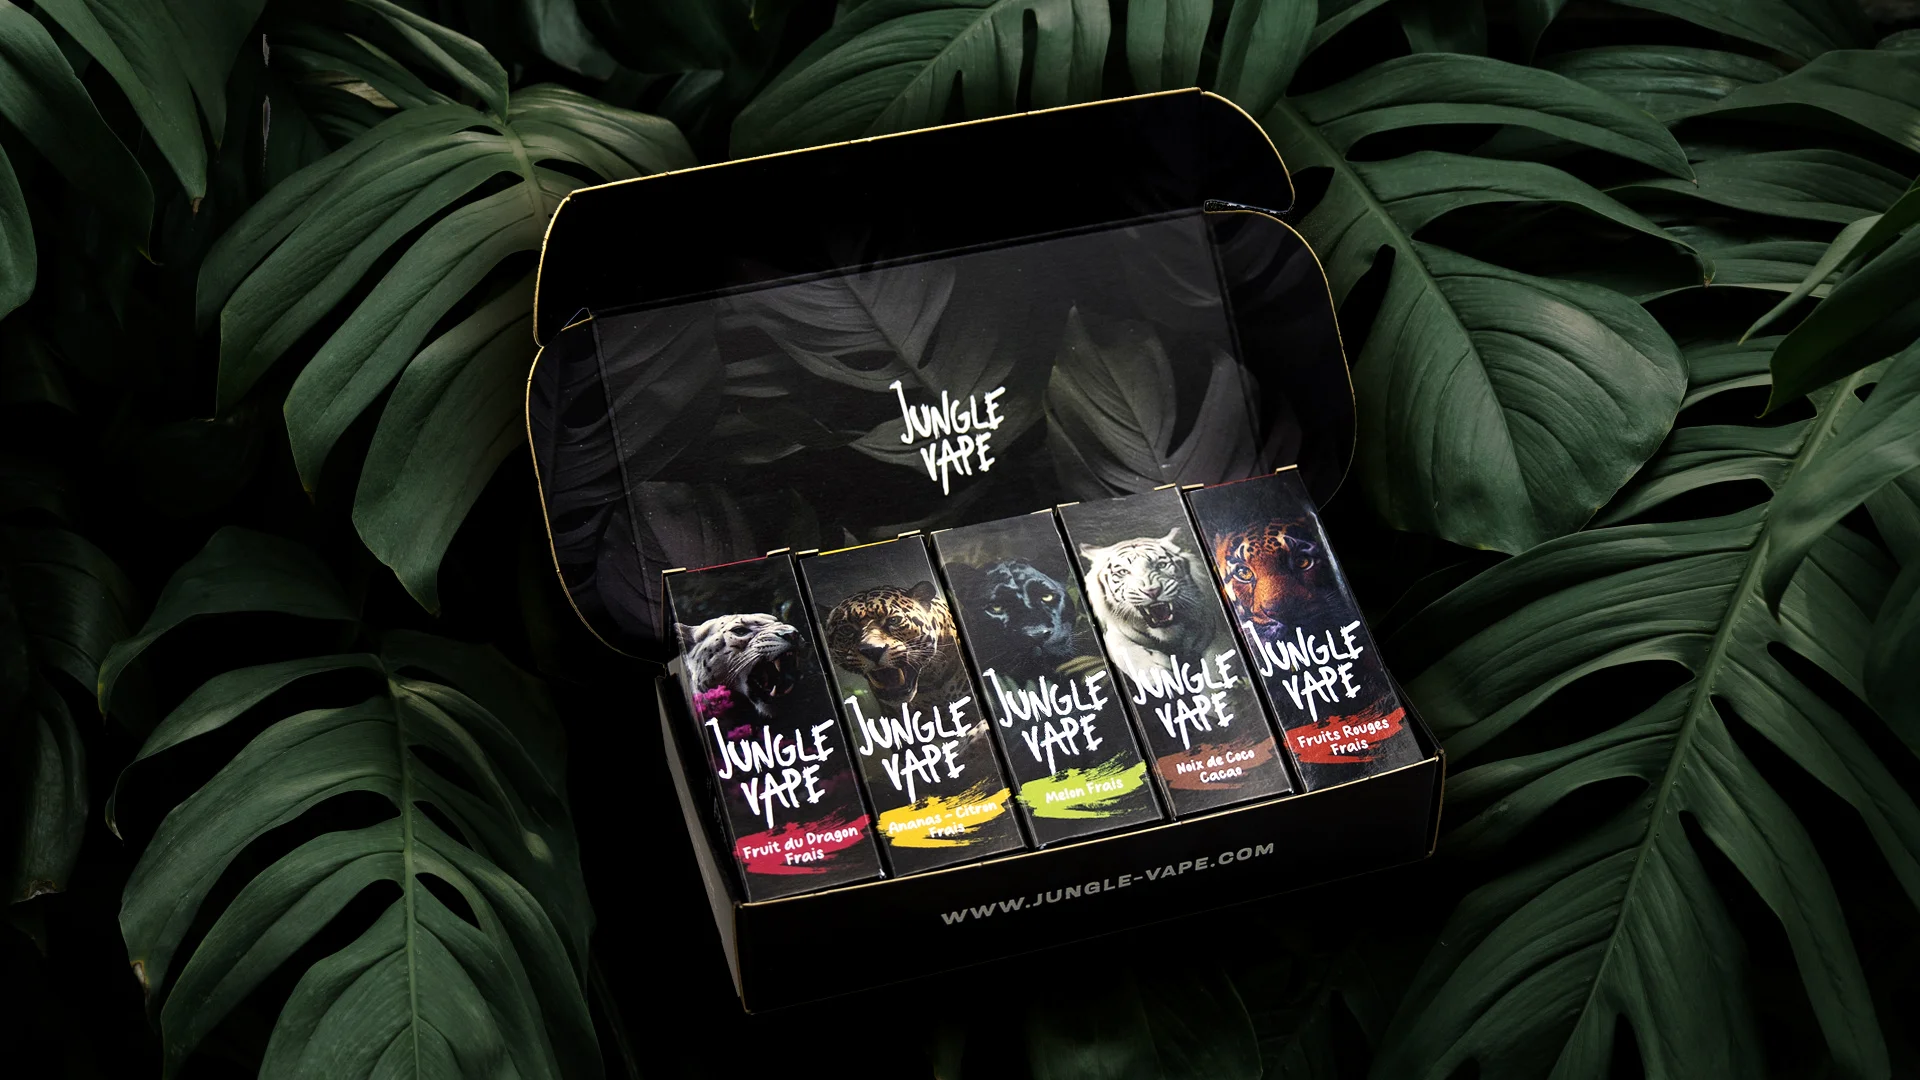 JUNGLE
VAPE
JUNGLE
VAPE
Fruit du Dragon
Frais
JUNGLE
VAPE
Ananas - Citron
Frais
JUNGLE
VAPE
Melon Frais
JUNGLE
VAPE
Noix de Coco
Cacao
JUNGLE
VAPE
Fruits Rouges
Frais
WWW.JUNGLE-VAPE.COM